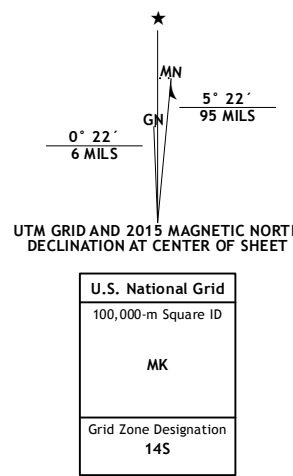 MN
GN
5° 22´
95 MILS
0° 22´
6 MILS
UTM GRID AND 2015 MAGNETIC NORTH
DECLINATION AT CENTER OF SHEET
U.S. National Grid
100,000-m Square ID
MK
Grid Zone Designation
14S